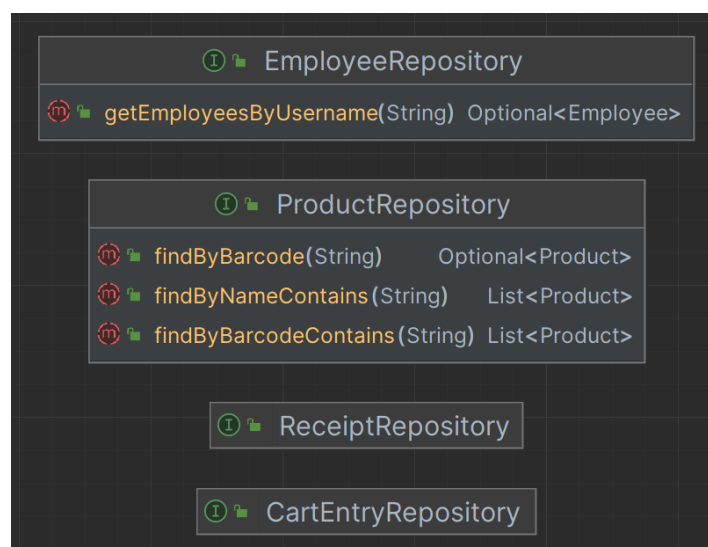 EmployeeRepository
getEmployeesByUsername(String) Optional<Employee>
ProductRepository
findByBarcode(String) Optional<Product>
findByNameContains(String) List<Product>
findByBarcodeContains(String) List<Product>
ReceiptRepository
CartEntryRepository